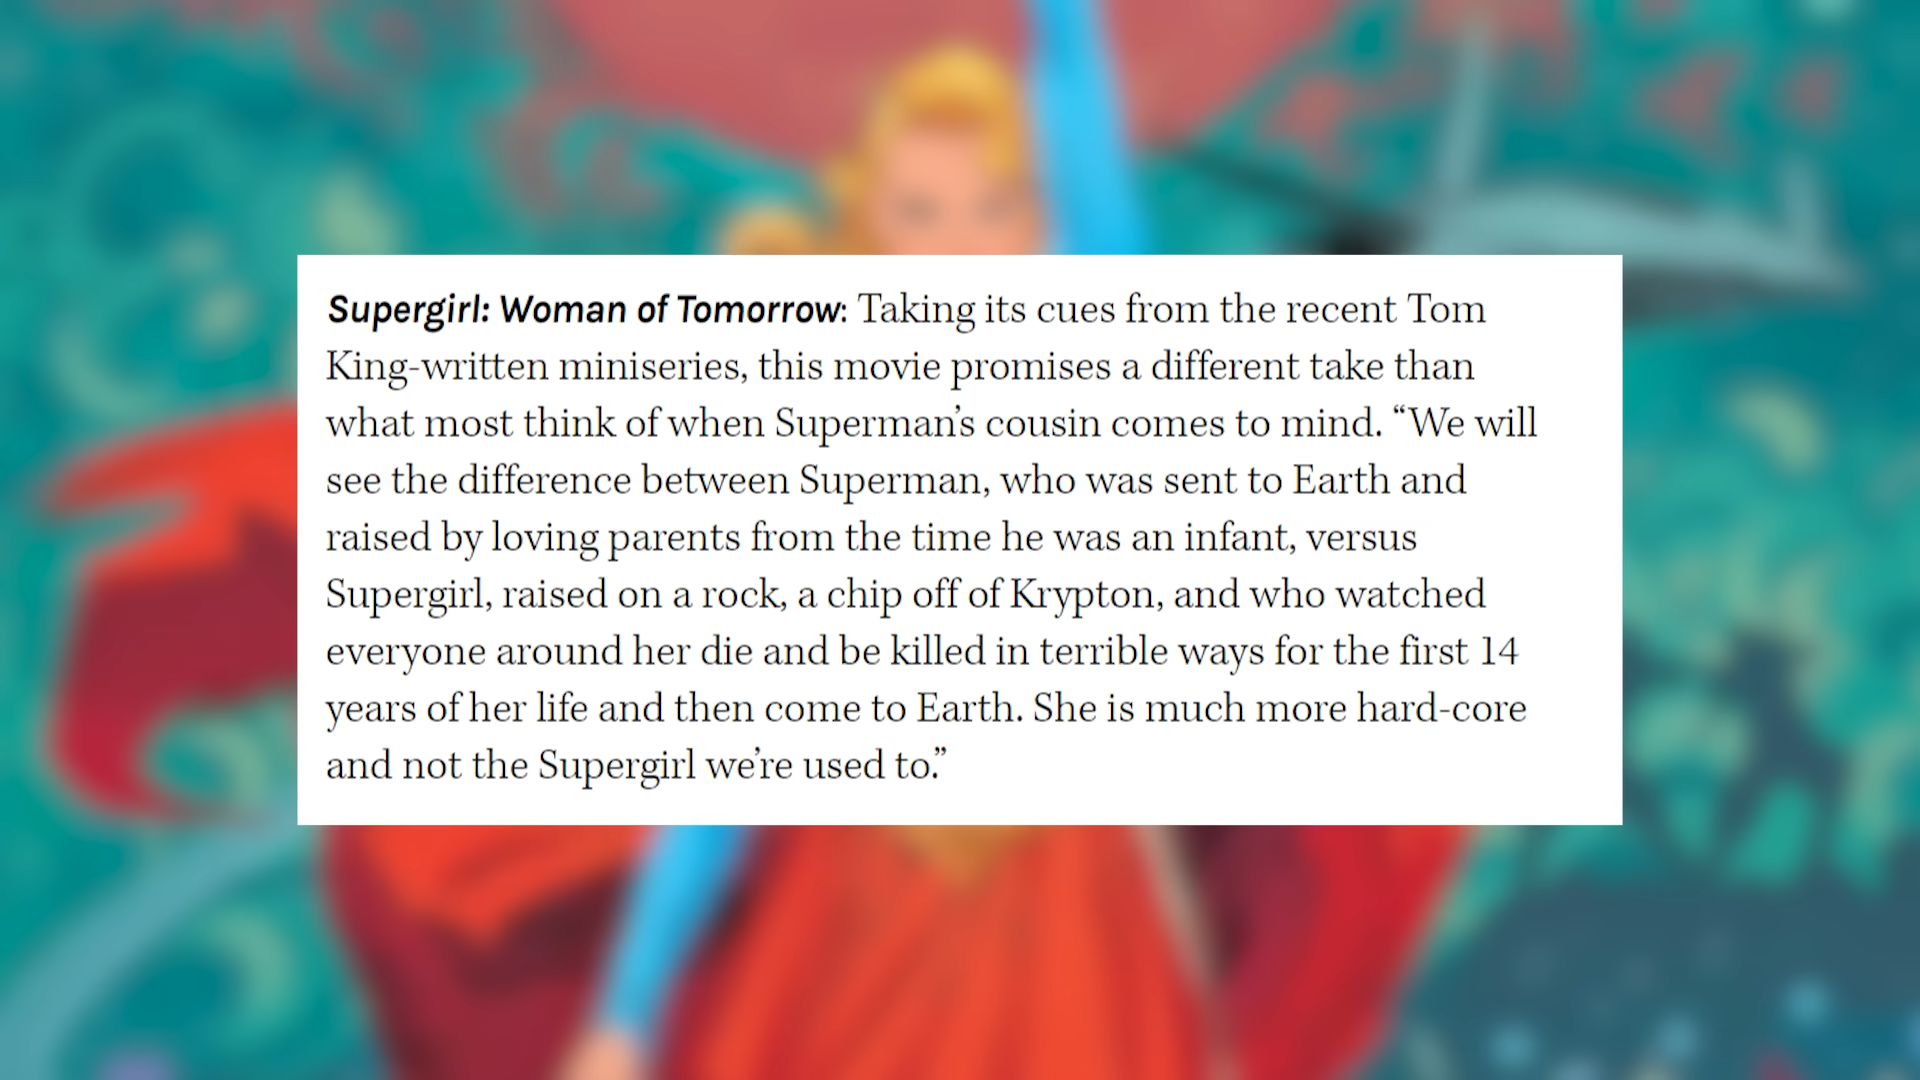 Supergirl: Woman of Tomorrow: Taking its cues from the recent Tom
King-written miniseries, this movie promises a different take than
what most think of when Superman’s cousin comes to mind. “We will
see the difference between Superman, who was sent to Earth and
raised by loving parents from the time he was an infant, versus
Supergirl, raised on a rock, a chip off of Krypton, and who watched
everyone around her die and be killed in terrible ways for the first 14
years of her life and then come to Earth. She is much more hard-core
and not the Supergirl we’re used to.”